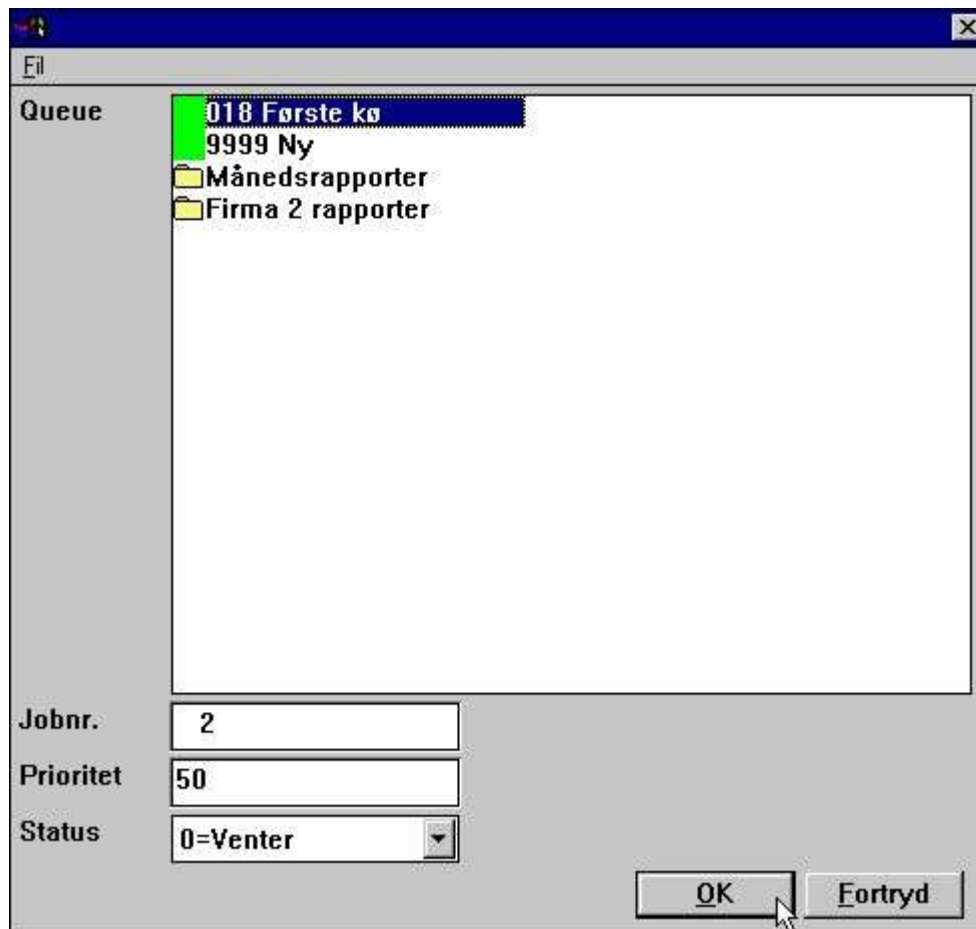 Fil
Queue
018 Første kø
9999 Ny
Månedsrapporter
Firma 2 rapporter
Jobnr.
2
Prioritet
50
Status
0=Venter
OK
Fortryd